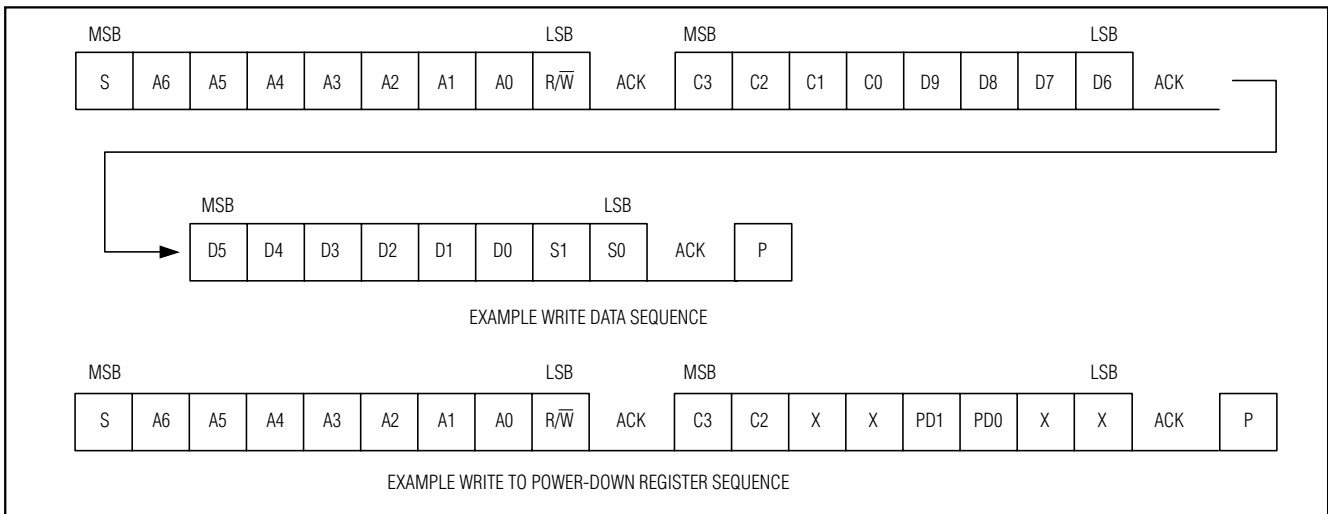 MSB LSB MSB LSB
S A6 A5 A4 A3 A2 A1 A0 R/W̅ ACK C3 C2 C1 C0 D9 D8 D7 D6 ACK
MSB LSB
D5 D4 D3 D2 D1 D0 S1 S0 ACK P
EXAMPLE WRITE DATA SEQUENCE
MSB LSB MSB LSB
S A6 A5 A4 A3 A2 A1 A0 R/W̅ ACK C3 C2 X X PD1 PD0 X X ACK P
EXAMPLE WRITE TO POWER-DOWN REGISTER SEQUENCE